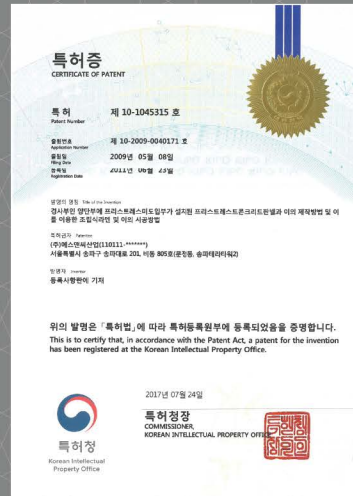 특허증
CERTIFICATE OF PATENT
특허 제 10-1045315 호
Patent Number
출원번호 제 10-2009-0040171 호
Application Number
출원일 2009년 05월 08일
Filing Date
등록일 2011년 06월 23일
Registration Date
발명의 명칭 Title of the Invention
경사부인 양단부에 프리스트레스미도입부가 설치된 프리스트레스트콘크리트판넬과 이의 제작방법 및 이
를 이용한 조립식라멘 및 이의 시공방법
특허권자 Patentee
(주)에스앤씨산업(110111-*******)
서울특별시 송파구 송파대로 201, 비동 805호(문정동, 송파테라타워2)
발명자 Inventor
등록사항란에 기재
위의 발명은 「특허법」에 따라 특허등록원부에 등록되었음을 증명합니다.
This is to certify that, in accordance with the Patent Act, a patent for the invention
has been registered at the Korean Intellectual Property Office.
2017년 07월 24일
특허청장
COMMISSIONER,
KOREAN INTELLECTUAL PROPERTY OFFICE
특허청
Korean Intellectual
Property Office